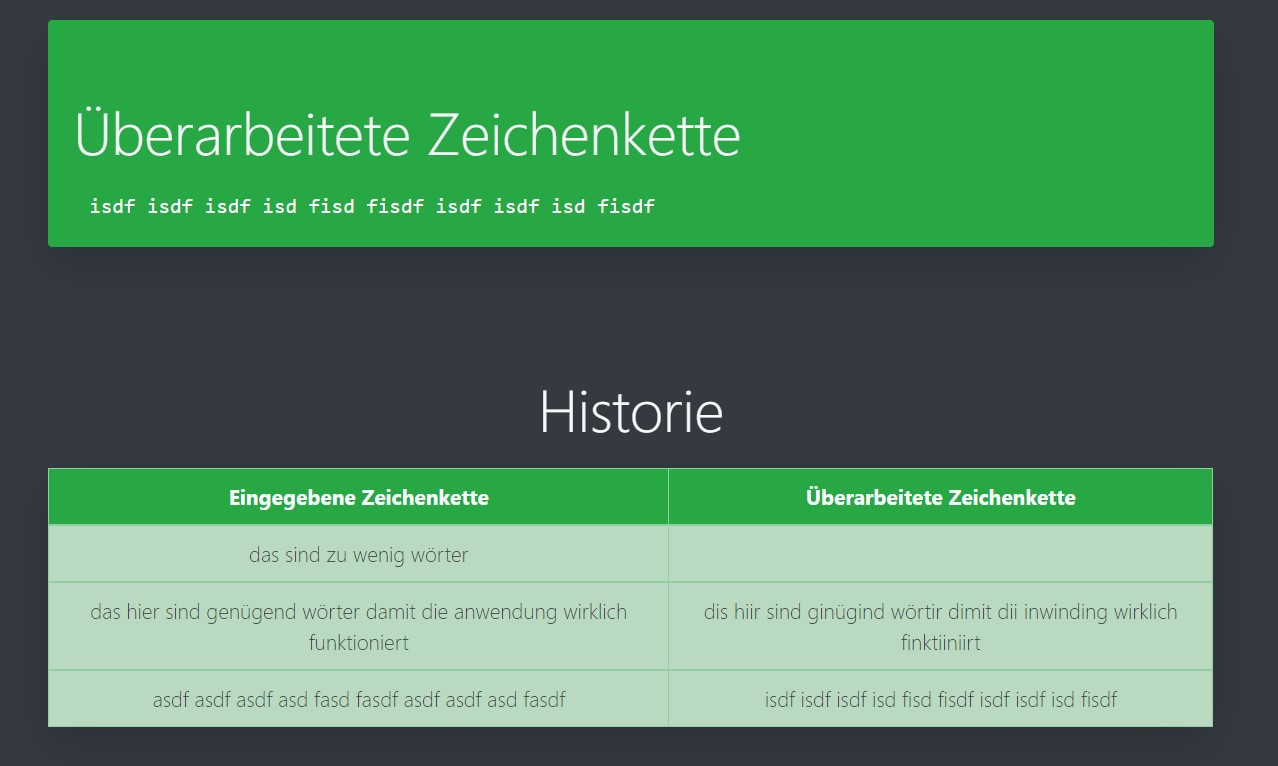 Überarbeitete Zeichenkette
isdf isdf isdf isd fisd fisdf isdf isdf isd fisdf
Historie
Eingegebene Zeichenkette
Überarbeitete Zeichenkette
das sind zu wenig wörter
das hier sind genügend wörter damit die anwendung wirklich
funktioniert
dis hiir sind ginügind wörtir dimit dii inwinding wirklich
finktiiniirt
asdf asdf asdf asd fasd fasdf asdf asdf asd fasdf
isdf isdf isdf isd fisd fisdf isdf isdf isd fisdf